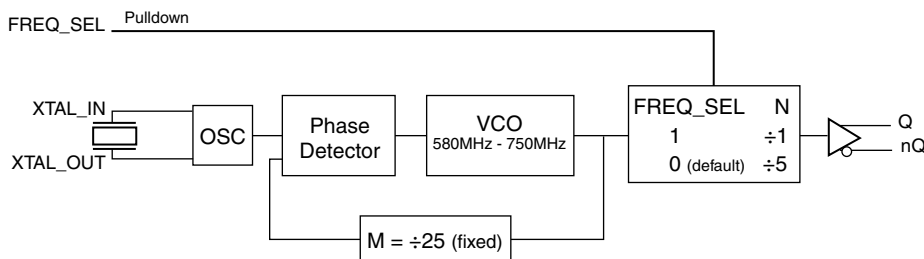 FREQ_SEL Pulldown
XTAL_IN
XTAL_OUT
OSC
Phase
Detector
VCO
580MHz - 750MHz
FREQ_SEL N
1 ÷1
0 (default) ÷5
Q
nQ
M = ÷25 (fixed)